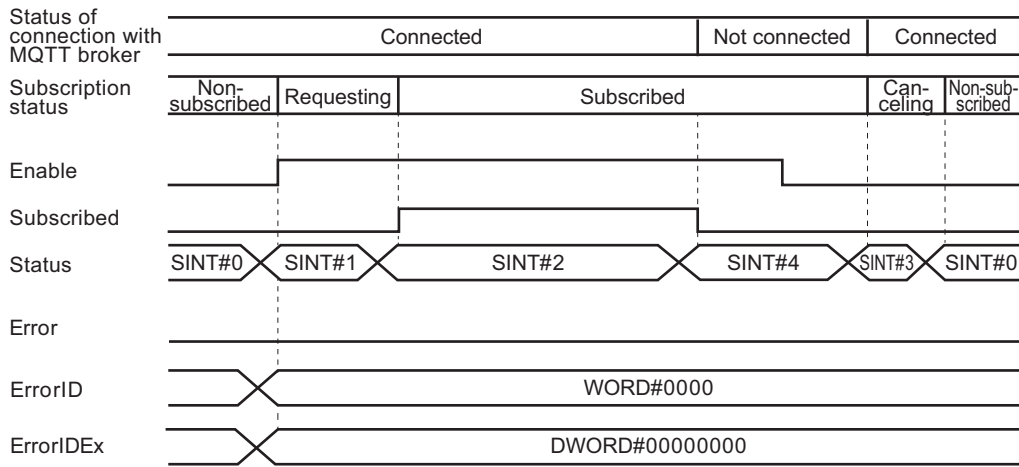 Status of
connection with
MQTT broker
Connected
Not connected
Connected
Subscription
status
Non-
subscribed
Requesting
Subscribed
Can-
celing
Non-sub-
scribed
Enable
Subscribed
Status
SINT#0
SINT#1
SINT#2
SINT#4
SINT#3
SINT#0
Error
ErrorID
WORD#0000
ErrorIDEx
DWORD#00000000